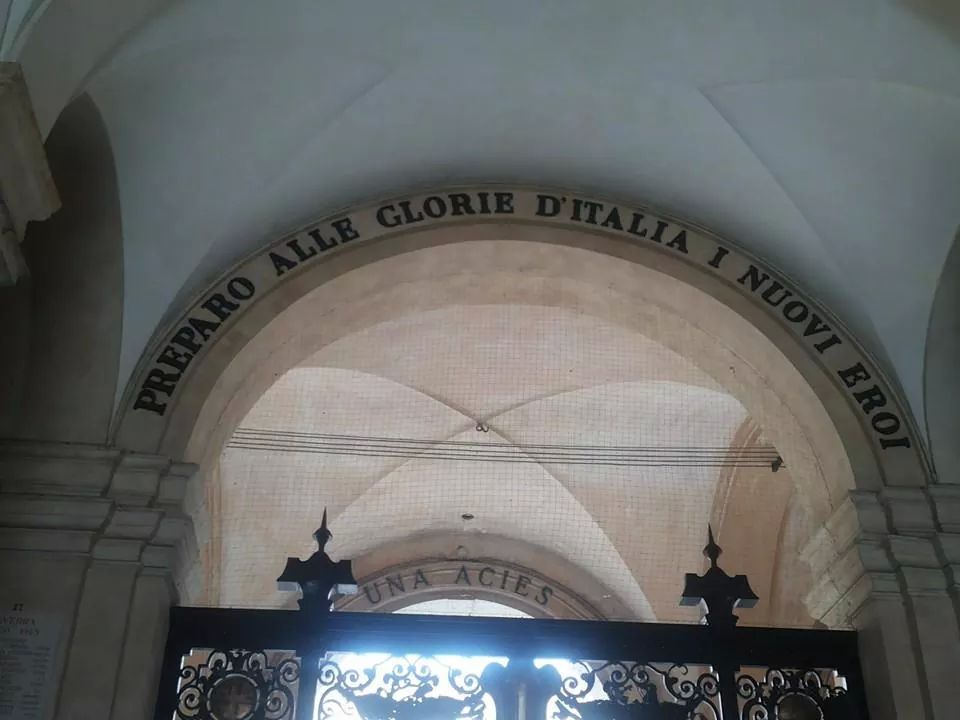 PREPARO ALLE GLORIE D'ITALIA I NUOVI EROI
UNA ACIES